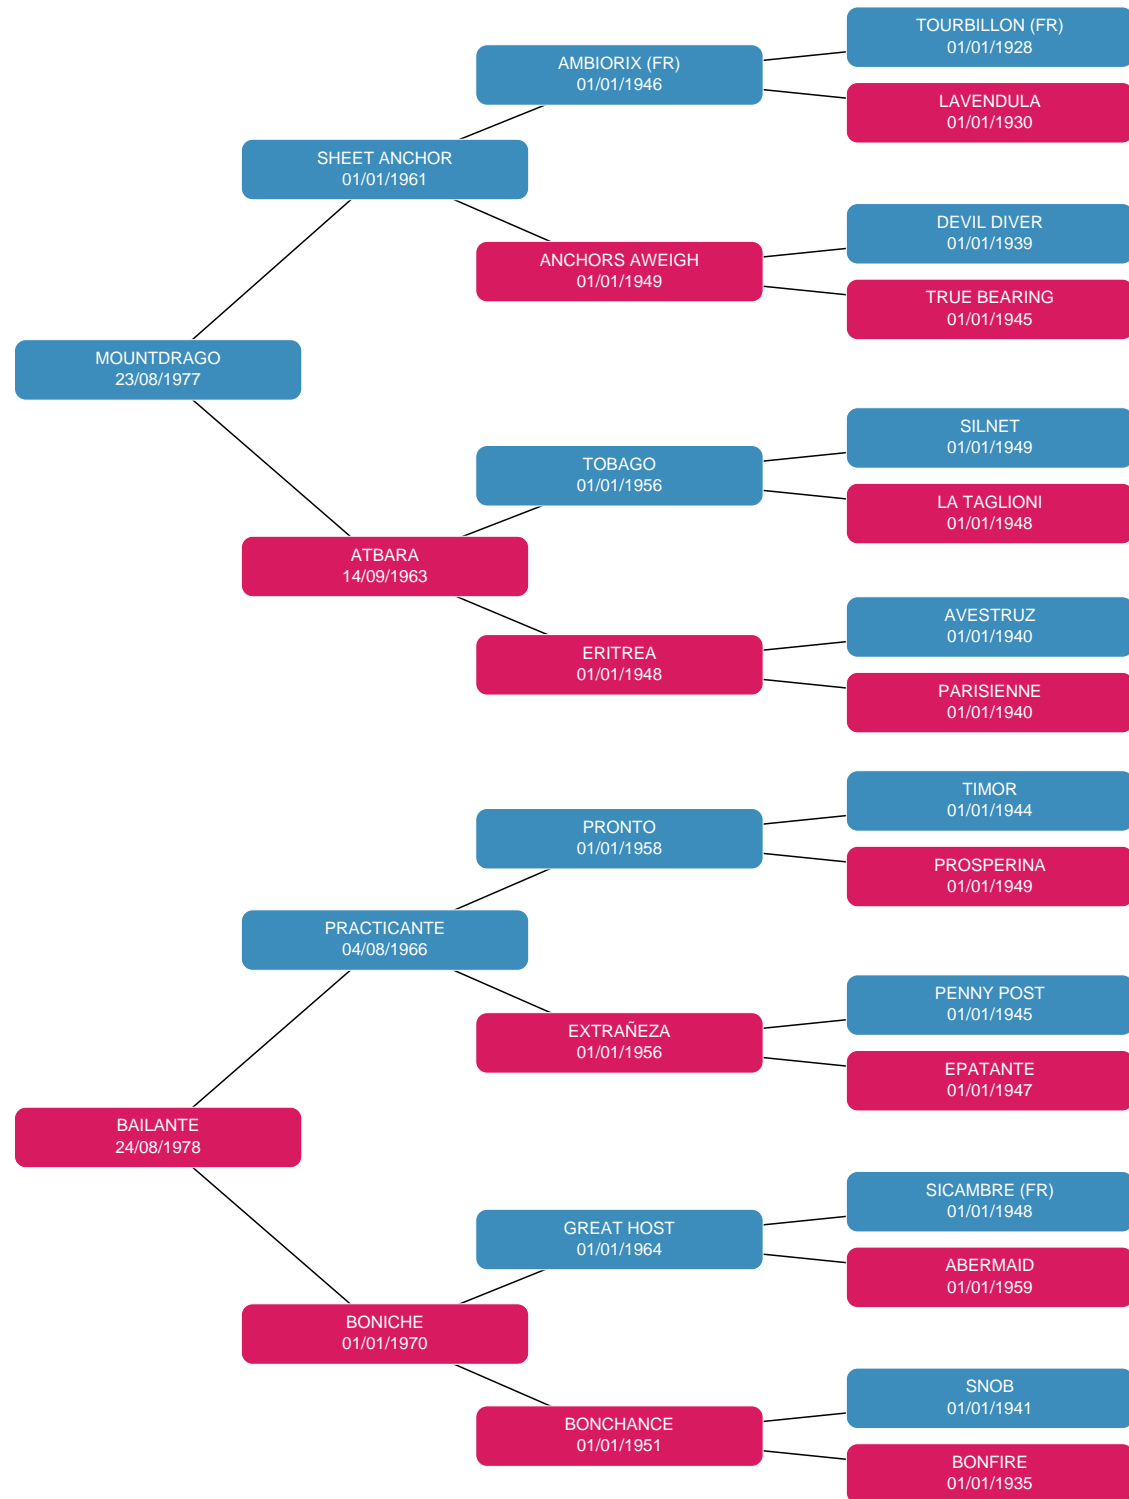 TOURBILLON (FR)
01/01/1928
AMBIORIX (FR)
01/01/1946
LAVENDULA
01/01/1930
SHEET ANCHOR
01/01/1961
DEVIL DIVER
01/01/1939
ANCHORS AWEIGH
01/01/1949
TRUE BEARING
01/01/1945
MOUNTDRAGO
23/08/1977
SILNET
01/01/1949
TOBAGO
01/01/1956
LA TAGLIONI
01/01/1948
ATBARA
14/09/1963
AVESTRUZ
01/01/1940
ERITREA
01/01/1948
PARISIENNE
01/01/1940
TIMOR
01/01/1944
PRONTO
01/01/1958
PROSPERINA
01/01/1949
PRACTICANTE
04/08/1966
PENNY POST
01/01/1945
EXTRAÑEZA
01/01/1956
EPATANTE
01/01/1947
BAILANTE
24/08/1978
SICAMBRE (FR)
01/01/1948
GREAT HOST
01/01/1964
ABERMAID
01/01/1959
BONICHE
01/01/1970
SNOB
01/01/1941
BONCHANCE
01/01/1951
BONFIRE
01/01/1935